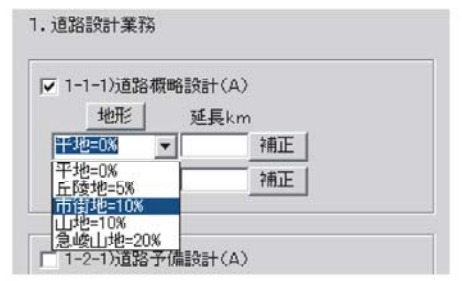 1.道路設計業務
1-1-1)道路概略設計(A)
地形 延長km
平地=0% 補正
平地=0% 補正
丘陵地=5%
市街地=10%
山地=10%
急峻山地=20%
1-2-1)道路予備設計(A)